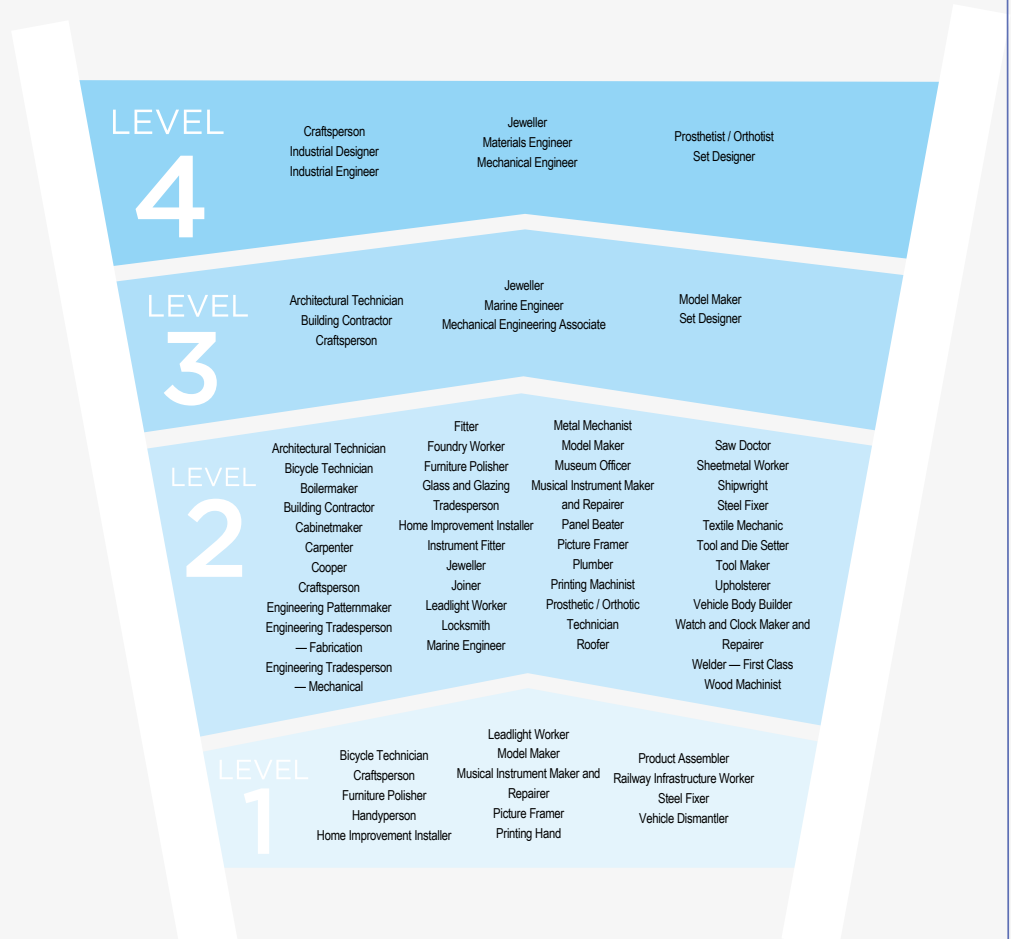 LEVEL
4
Craftsperson
Industrial Designer
Industrial Engineer
Jeweller
Materials Engineer
Mechanical Engineer
Prosthetist / Orthotist
Set Designer
LEVEL
3
Architectural Technician
Building Contractor
Craftsperson
Jeweller
Marine Engineer
Mechanical Engineering Associate
Model Maker
Set Designer
LEVEL
2
Architectural Technician
Bicycle Technician
Boilermaker
Building Contractor
Cabinetmaker
Carpenter
Cooper
Craftsperson
Engineering Patternmaker
Engineering Tradesperson
— Fabrication
Engineering Tradesperson
— Mechanical
Fitter
Foundry Worker
Furniture Polisher
Glass and Glazing
Tradesperson
Home Improvement Installer
Instrument Fitter
Jeweller
Joiner
Leadlight Worker
Locksmith
Marine Engineer
Metal Mechanist
Model Maker
Museum Officer
Musical Instrument Maker
and Repairer
Panel Beater
Picture Framer
Plumber
Printing Machinist
Prosthetic / Orthotic
Technician
Roofer
Saw Doctor
Sheetmetal Worker
Shipwright
Steel Fixer
Textile Mechanic
Tool and Die Setter
Tool Maker
Upholsterer
Vehicle Body Builder
Watch and Clock Maker and
Repairer
Welder — First Class
Wood Machinist
LEVEL
1
Bicycle Technician
Craftsperson
Furniture Polisher
Handyperson
Home Improvement Installer
Leadlight Worker
Model Maker
Musical Instrument Maker and
Repairer
Picture Framer
Printing Hand
Product Assembler
Railway Infrastructure Worker
Steel Fixer
Vehicle Dismantler